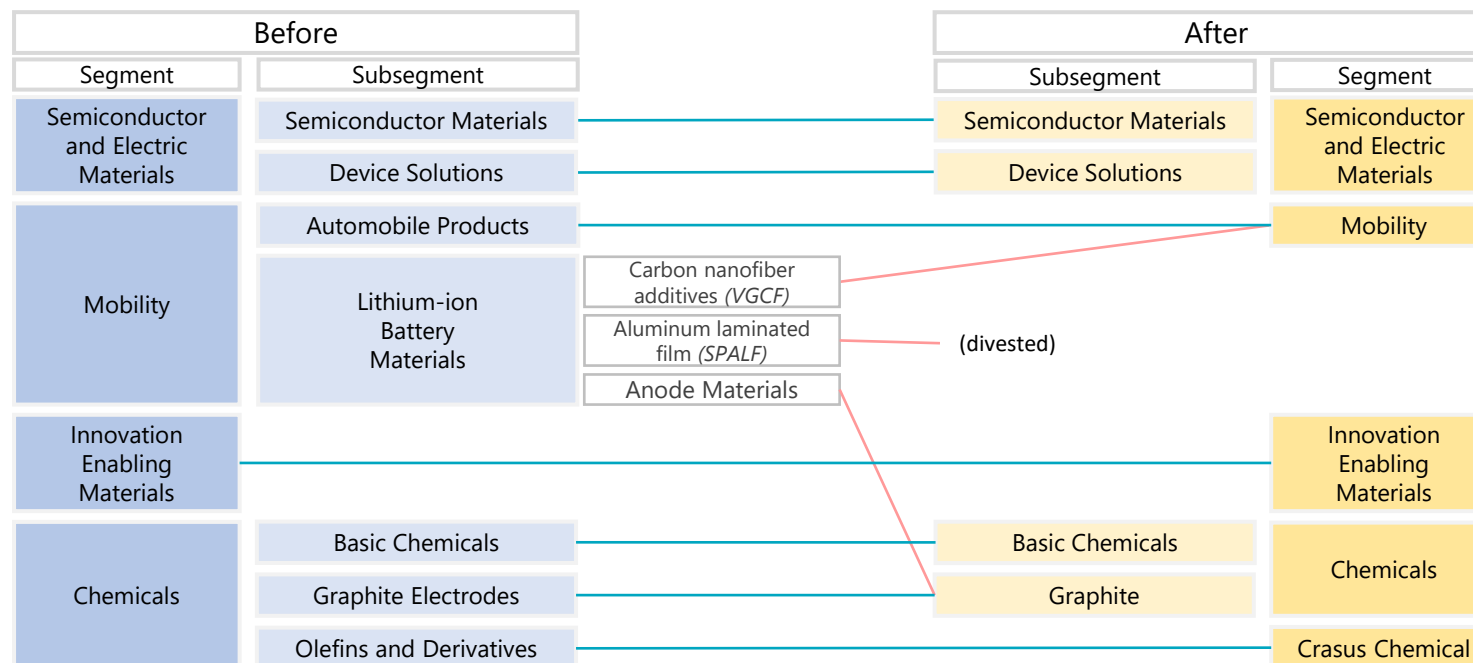 Before
After
Segment
Subsegment
Subsegment
Segment
Semiconductor
and Electric
Materials
Semiconductor Materials
Semiconductor Materials
Semiconductor
and Electric
Materials
Device Solutions
Device Solutions
Mobility
Automobile Products
Mobility
Lithium-ion
Battery
Materials
Carbon nanofiber
additives (VGCF)
Aluminum laminated
film (SPALF)
(divested)
Anode Materials
Innovation
Enabling
Materials
Innovation
Enabling
Materials
Chemicals
Basic Chemicals
Basic Chemicals
Chemicals
Graphite Electrodes
Graphite
Olefins and Derivatives
Crasus Chemical